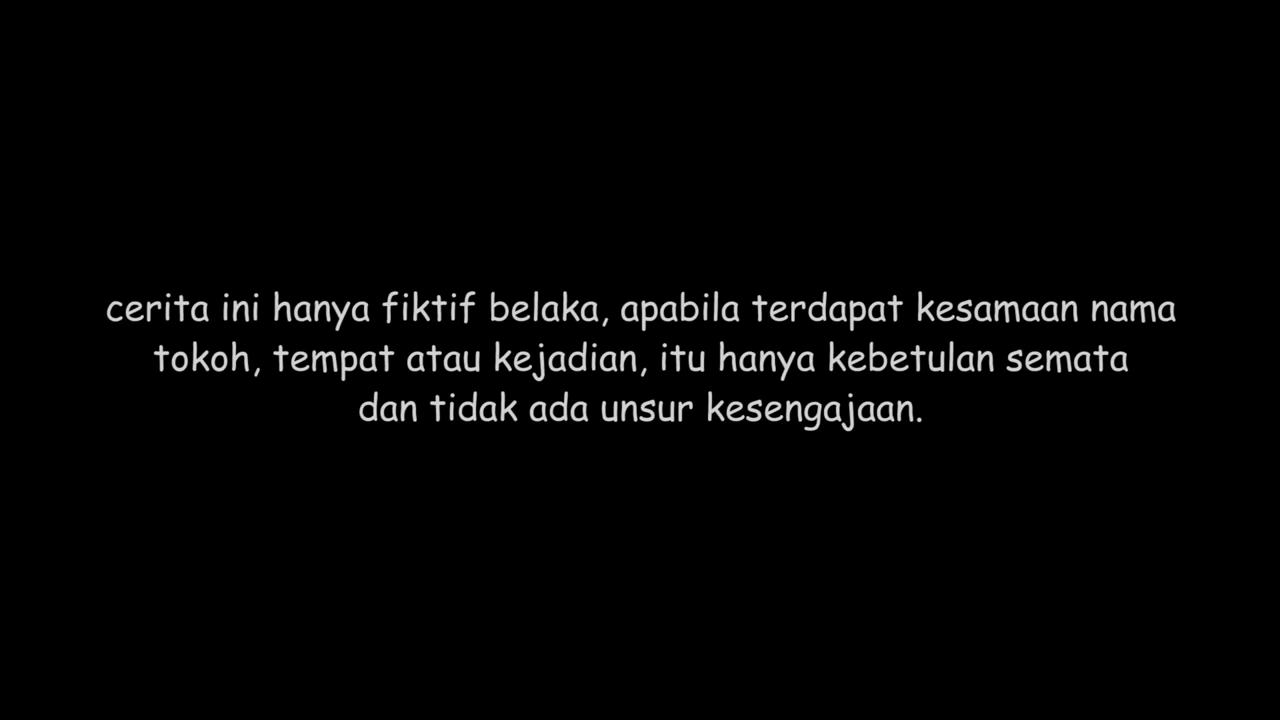 cerita ini hanya fiktif belaka, apabila terdapat kesamaan nama
tokoh, tempat atau kejadian, itu hanya kebetulan semata
dan tidak ada unsur kesengajaan.